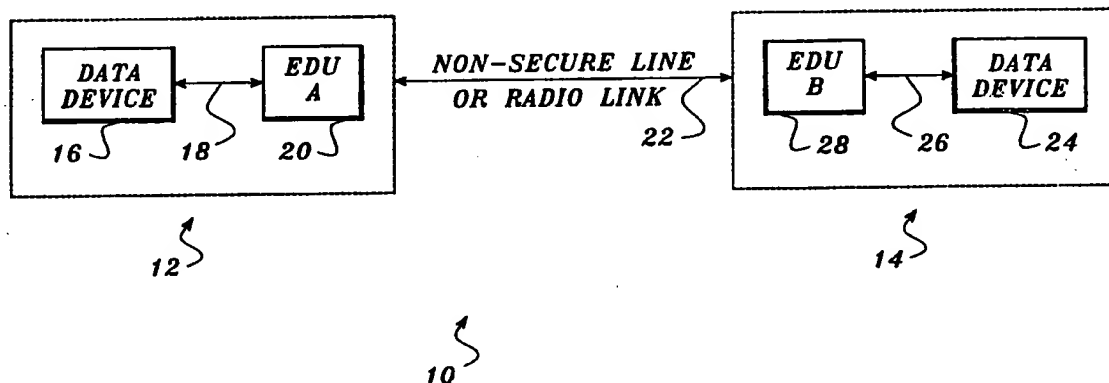 DATA
DEVICE
EDU
A
NON-SECURE LINE
OR RADIO LINK
EDU
B
DATA
DEVICE
16
18
20
22
28
26
24
12
14
10